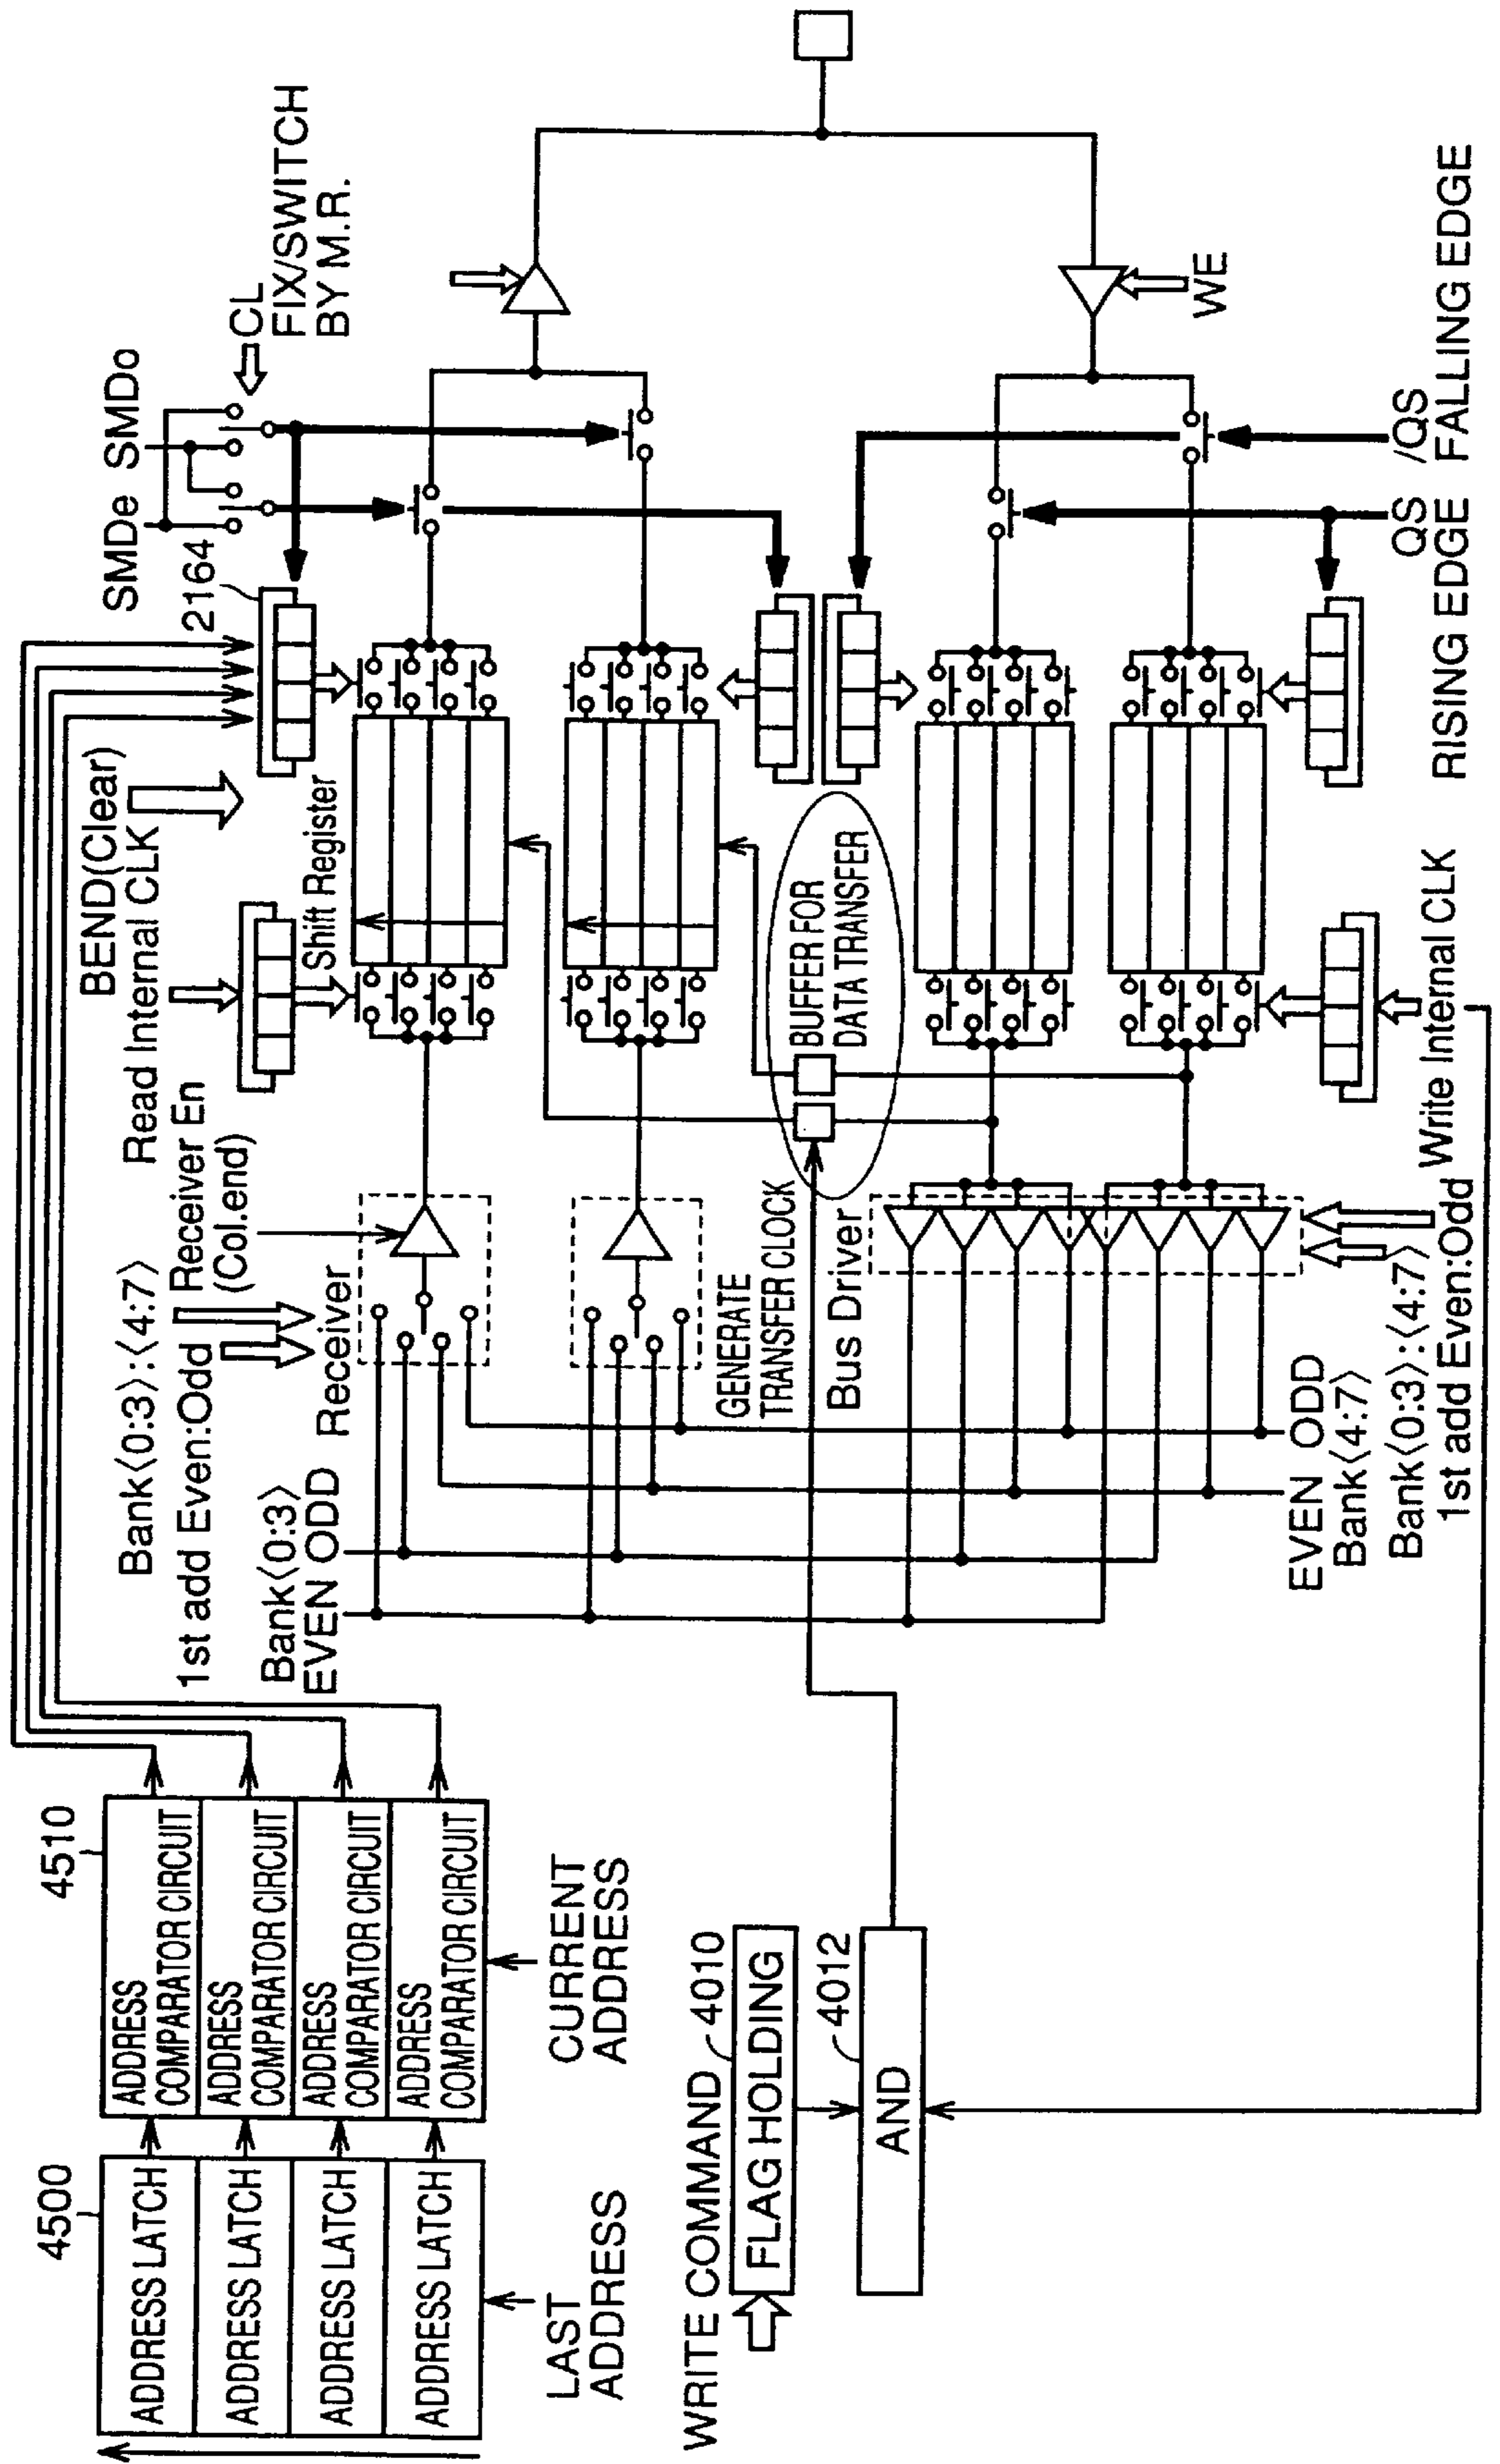 4500
ADDRESS LATCH
ADDRESS LATCH
ADDRESS LATCH
ADDRESS LATCH
LAST
ADDRESS
4510
ADDRESS
COMPARATOR CIRCUIT
ADDRESS
COMPARATOR CIRCUIT
ADDRESS
COMPARATOR CIRCUIT
ADDRESS
COMPARATOR CIRCUIT
CURRENT
ADDRESS
WRITE COMMAND
4010
FLAG HOLDING
4012
AND
Bank<0:3>:<4:7>
1st add Even:Odd
Bank<0:3>
EVEN ODD
Receiver En
(Col.end)
Receiver
BEND(Clear)
Read Internal CLK
Shift Register
2164
SMDe SMDo
CL
FIX/SWITCH
BY M.R.
GENERATE
TRANSFER CLOCK
Bus Driver
BUFFER FOR
DATA TRANSFER
EVEN ODD
Bank<4:7>
Bank<0:3>:<4:7>
1st add Even:Odd
Write Internal CLK
WE
QS
RISING EDGE
/QS
FALLING EDGE